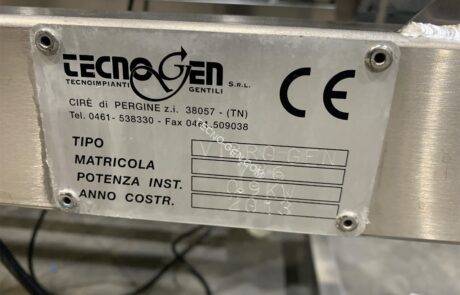 TECNOGEN S.R.L.
TECNOIMPIANTI GENTILI
CE
CIRÈ di PERGINE z.i. 38057 - (TN)
Tel. 0461- 538330 - Fax 0461.509038
TIPO
MATRICOLA
POTENZA INST.
ANNO COSTR. 2013